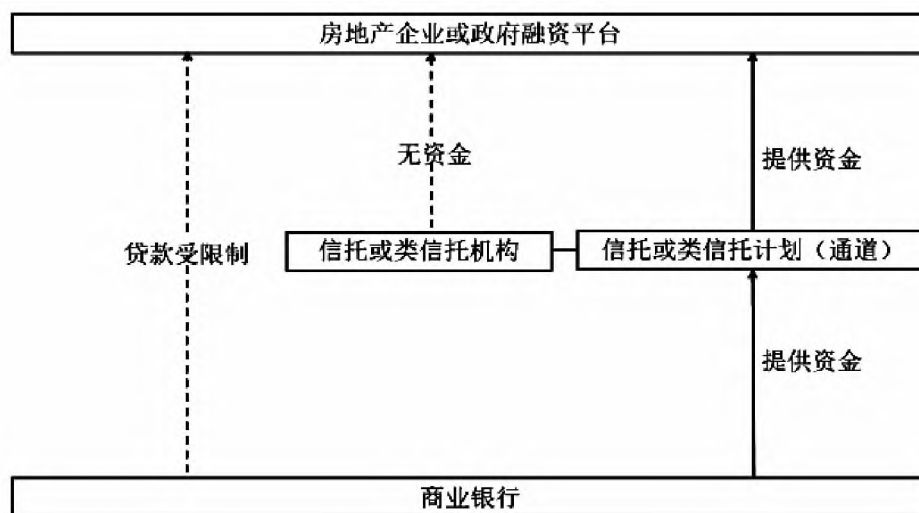 房地产企业或政府融资平台
无资金
提供资金
贷款受限制
信托或类信托机构
信托或类信托计划（通道）
提供资金
商业银行